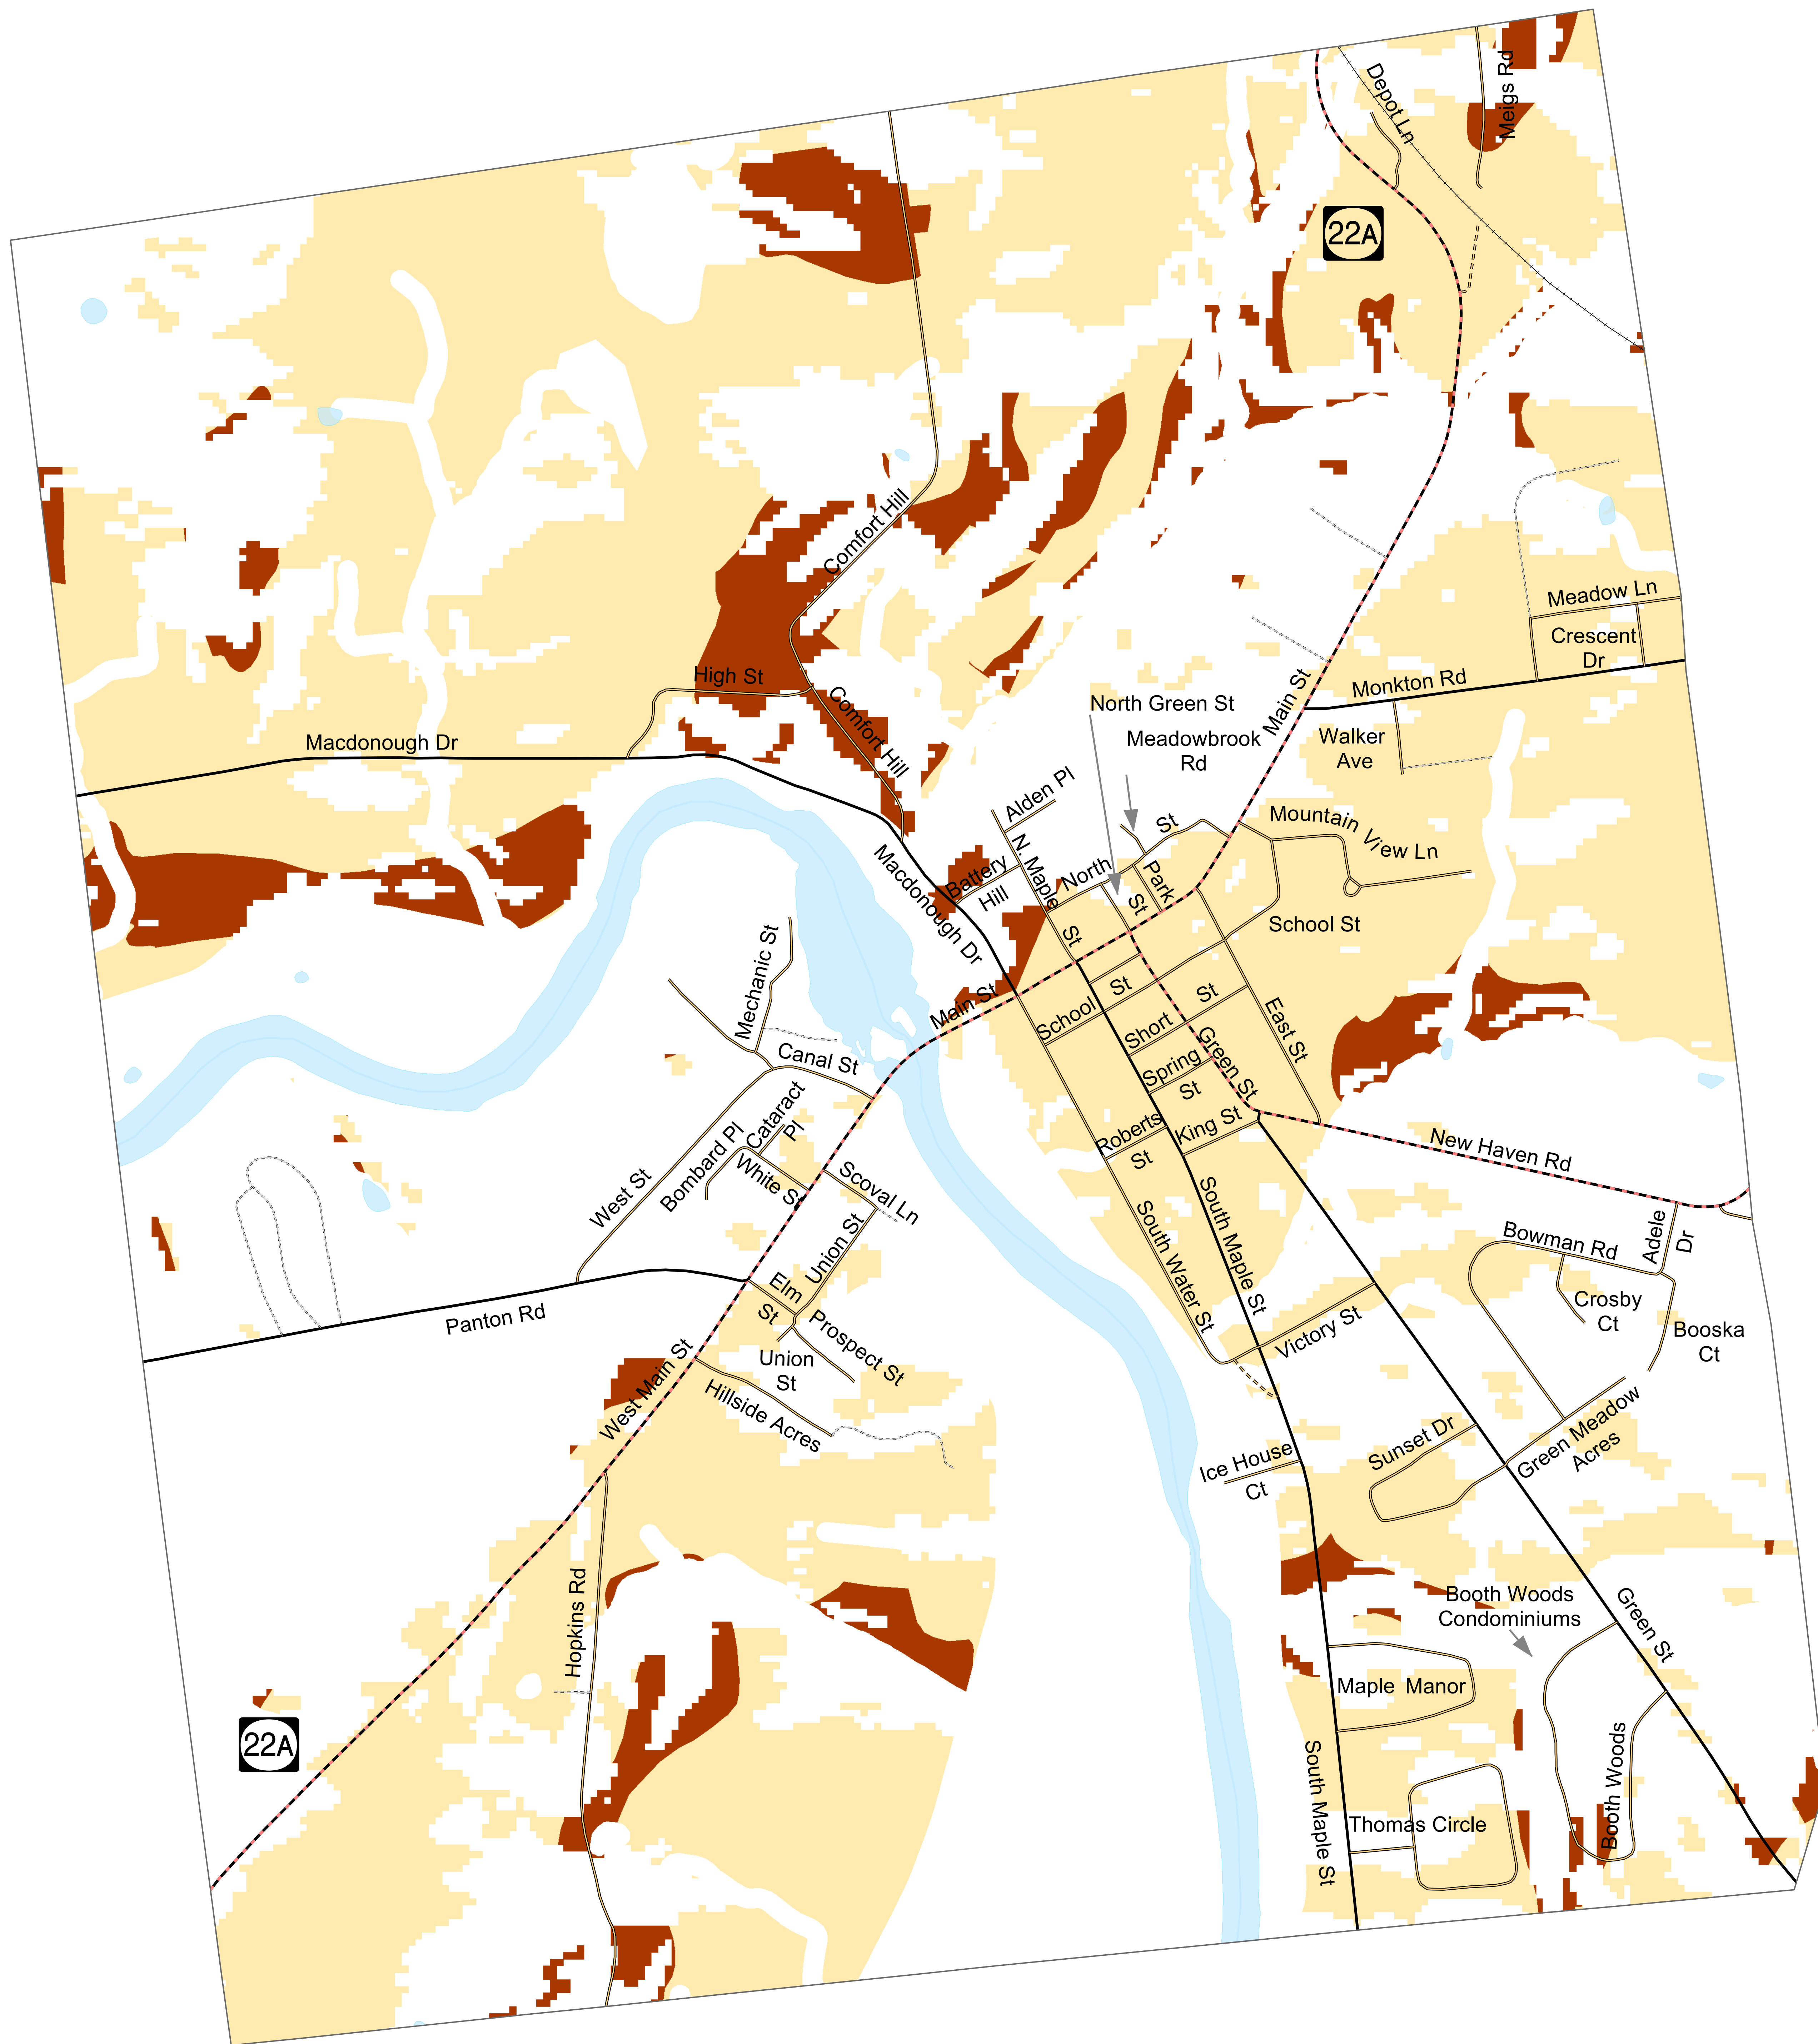 Depot Ln
Meigs Rd
22A
Comfort Hill
Meadow Ln
Crescent
Dr
High St
Monkton Rd
Main St
North Green St
Comfort Hill
Macdonough Dr
Meadowbrook
Rd
Walker
Ave
Alden Pl
Mountain View Ln
North St
N. Maple St
Park St
Battery
Hill
Macdonough Dr
School St
Mechanic St
Main St
School St
Short St
East St
Green St
Spring
St
Canal St
Cataract
Pl
Bombard Pl
White St
West St
Roberts
St
King St
New Haven Rd
Scoval Ln
South Maple St
South Water St
Union St
Elm
St
Adele
Dr
Bowman Rd
Crosby
Ct
Booska
Ct
Panton Rd
Prospect St
Union
St
Victory St
West Main St
Hillside Acres
Green Meadow
Acres
Sunset Dr
Ice House
Ct
Hopkins Rd
Booth Woods
Condominiums
Green St
Maple Manor
22A
South Maple St
Booth Woods
Thomas Circle